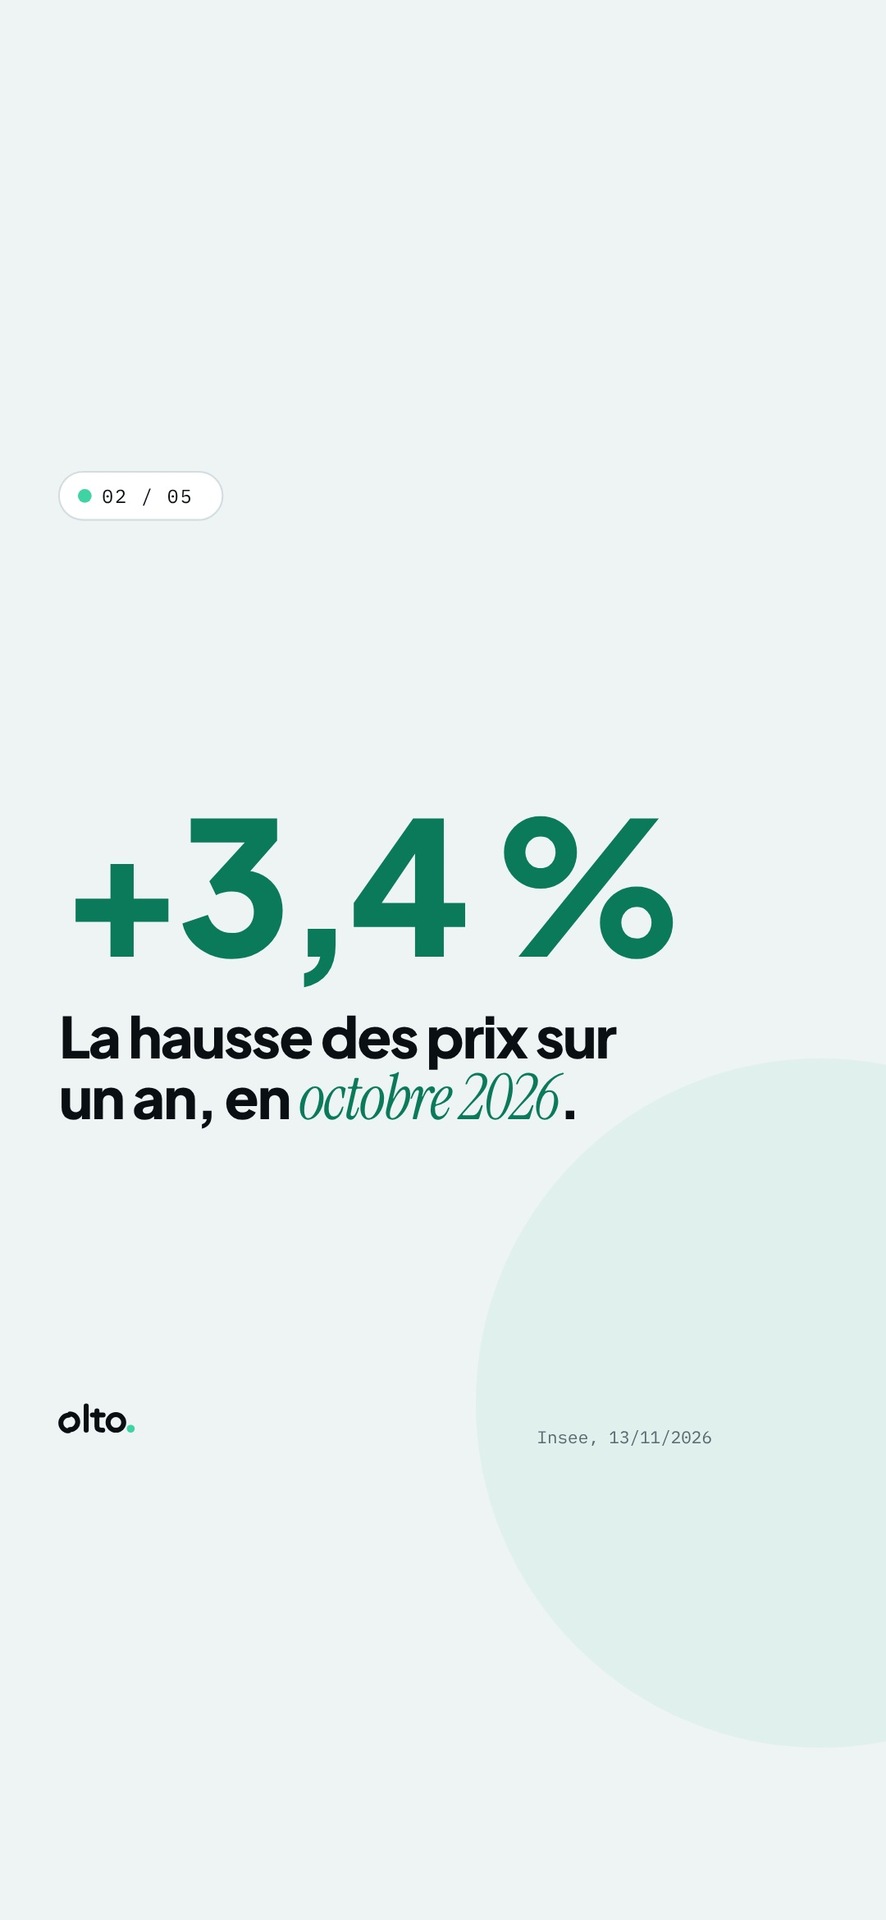 02 / 05
+3,4 %
La hausse des prix sur
un an, en octobre 2026.
olto.
Insee, 13/11/2026